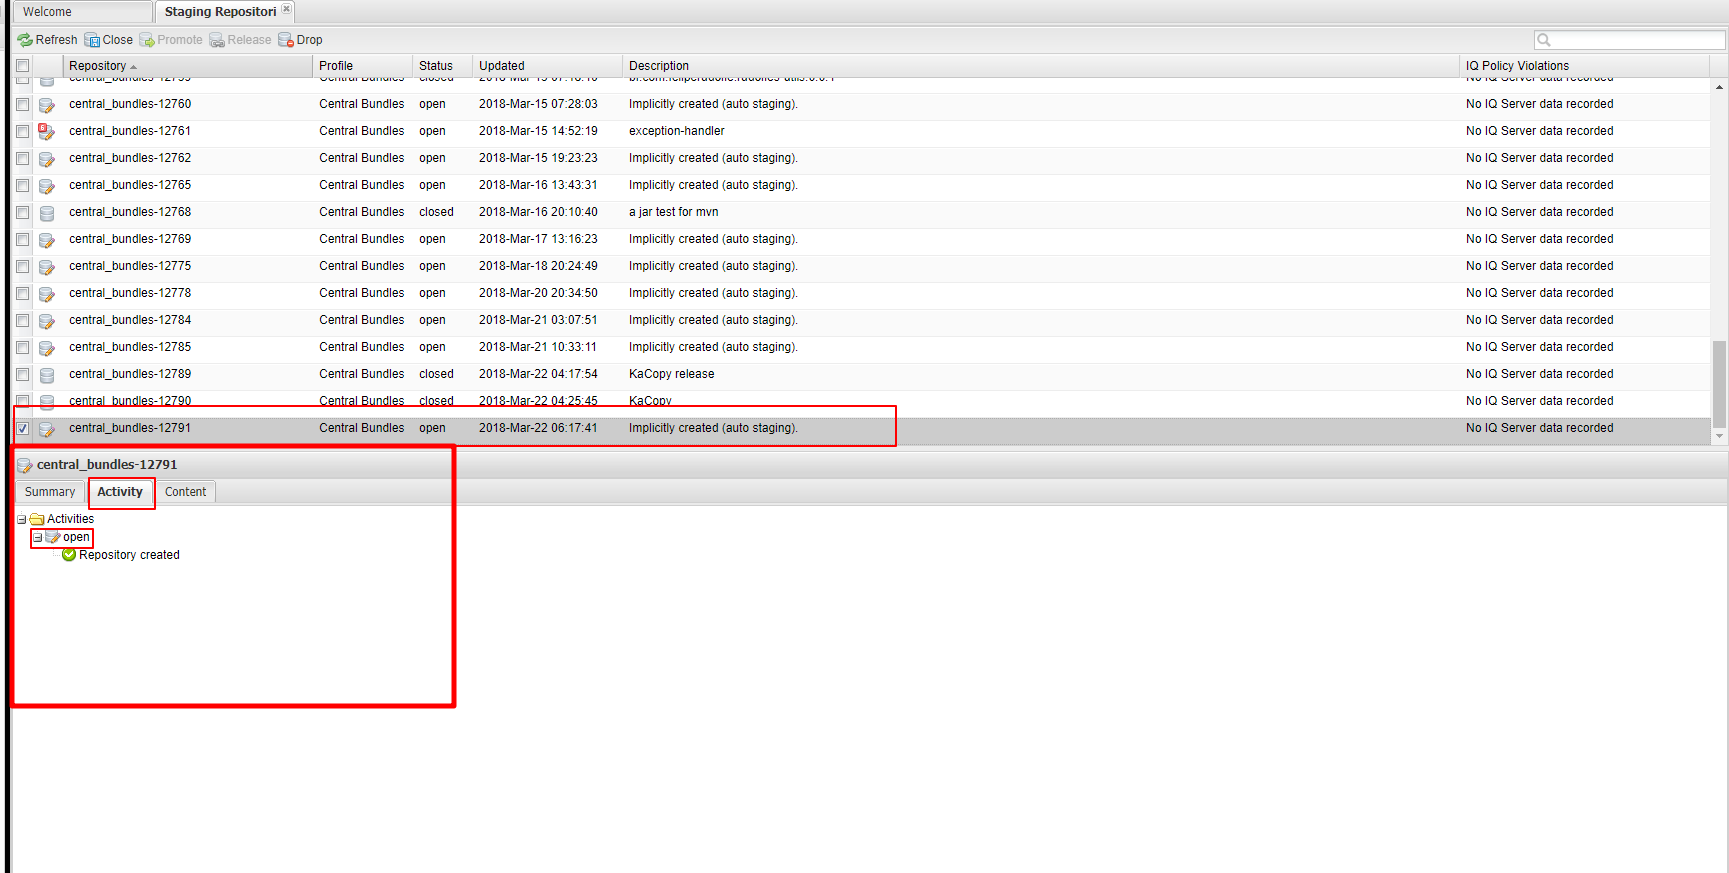 Welcome
Staging Repositori
Refresh Close Promote Release Drop
Repository Profile Status Updated Description IQ Policy Violations
central_bundles-12760 Central Bundles open 2018-Mar-15 07:28:03 Implicitly created (auto staging). No IQ Server data recorded
central_bundles-12761 Central Bundles open 2018-Mar-15 14:52:19 exception-handler No IQ Server data recorded
central_bundles-12762 Central Bundles open 2018-Mar-15 19:23:23 Implicitly created (auto staging). No IQ Server data recorded
central_bundles-12765 Central Bundles open 2018-Mar-16 13:43:31 Implicitly created (auto staging). No IQ Server data recorded
central_bundles-12768 Central Bundles closed 2018-Mar-16 20:10:40 a jar test for mvn No IQ Server data recorded
central_bundles-12769 Central Bundles open 2018-Mar-17 13:16:23 Implicitly created (auto staging). No IQ Server data recorded
central_bundles-12775 Central Bundles open 2018-Mar-18 20:24:49 Implicitly created (auto staging). No IQ Server data recorded
central_bundles-12778 Central Bundles open 2018-Mar-20 20:34:50 Implicitly created (auto staging). No IQ Server data recorded
central_bundles-12784 Central Bundles open 2018-Mar-21 03:07:51 Implicitly created (auto staging). No IQ Server data recorded
central_bundles-12785 Central Bundles open 2018-Mar-21 10:33:11 Implicitly created (auto staging). No IQ Server data recorded
central_bundles-12789 Central Bundles closed 2018-Mar-22 04:17:54 KaCopy release No IQ Server data recorded
central_bundles-12790 Central Bundles closed 2018-Mar-22 04:25:45 KaCopy No IQ Server data recorded
central_bundles-12791 Central Bundles open 2018-Mar-22 06:17:41 Implicitly created (auto staging). No IQ Server data recorded
central_bundles-12791
Summary Activity Content
Activities
open
Repository created